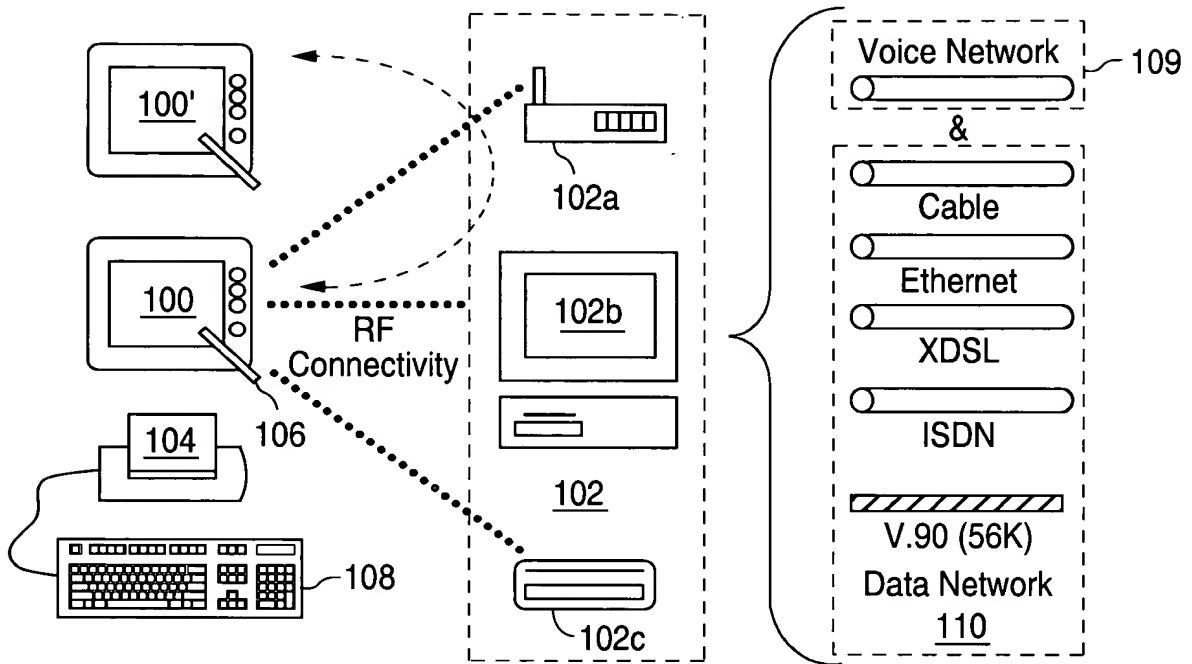 100'
100
106
104
108
RF
Connectivity
102a
102b
102
102c
Voice Network
109
&
Cable
Ethernet
XDSL
ISDN
V.90 (56K)
Data Network
110